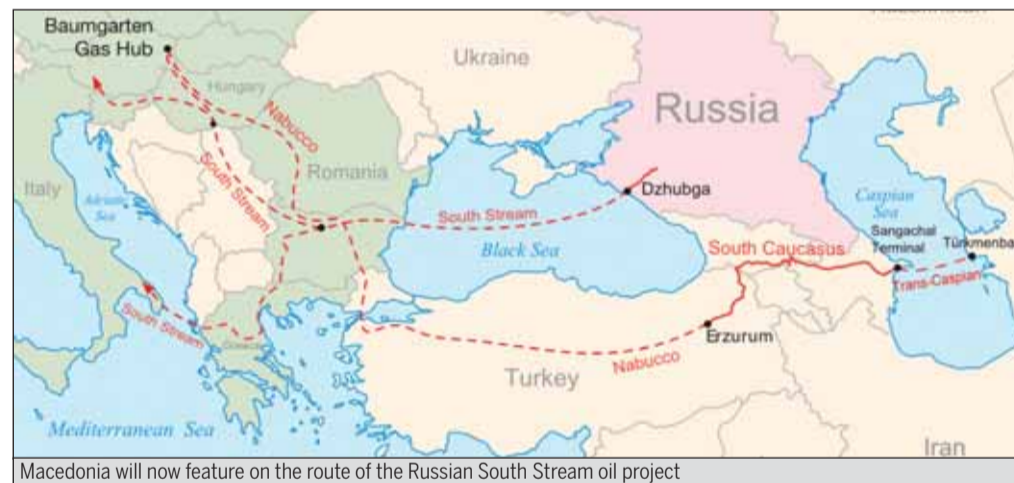 Baumgarten
Gas Hub
Ukraine
Hungary
Nabucco
Russia
Romania
South Stream
Italy
Adriatic
Sea
Dzhubga
South Stream
Caspian
Sea
Black Sea
South Caucasus
Sangachal
Terminal
Türkmenba
Trans-Caspian
South Stream
Erzurum
Nabucco
Turkey
Mediterranean Sea
Iran
Macedonia will now feature on the route of the Russian South Stream oil project